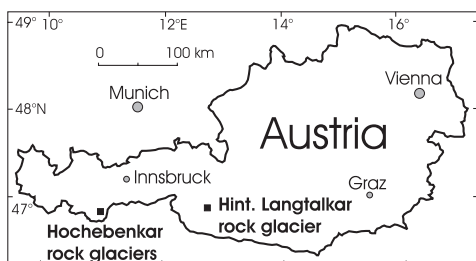 49° 10° 12°E 14° 16°
0 100 km
Munich
Vienna
48°N
Austria
Innsbruck
Graz
47°
Hint. Langtalkar
rock glacier
Hochebenkar
rock glaciers